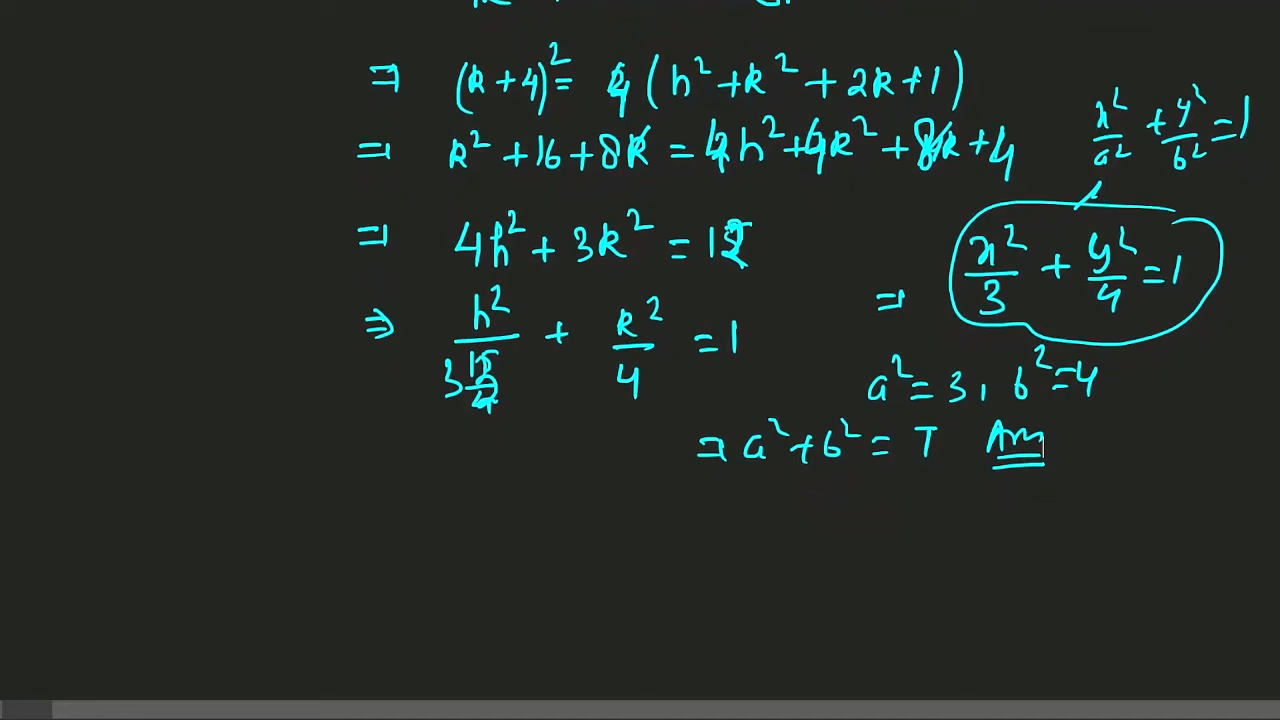 ⇒ (k+4)² = 4(h²+k²+2k+1)
⇒ k²+16+8k = 4h²+4k²+8k+4
x²/a² + y²/b² = 1
⇒ 4h²+3k² = 12
⇒ h²/3 + k²/4 = 1
⇒ x²/3 + y²/4 = 1
a² = 3, b² = 4
⇒ a²+b² = 7 Ans